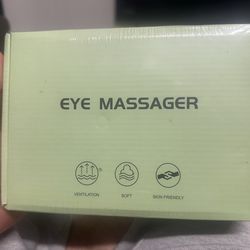 EYE MASSAGER
VENTILATION SOFT SKIN-FRIENDLY